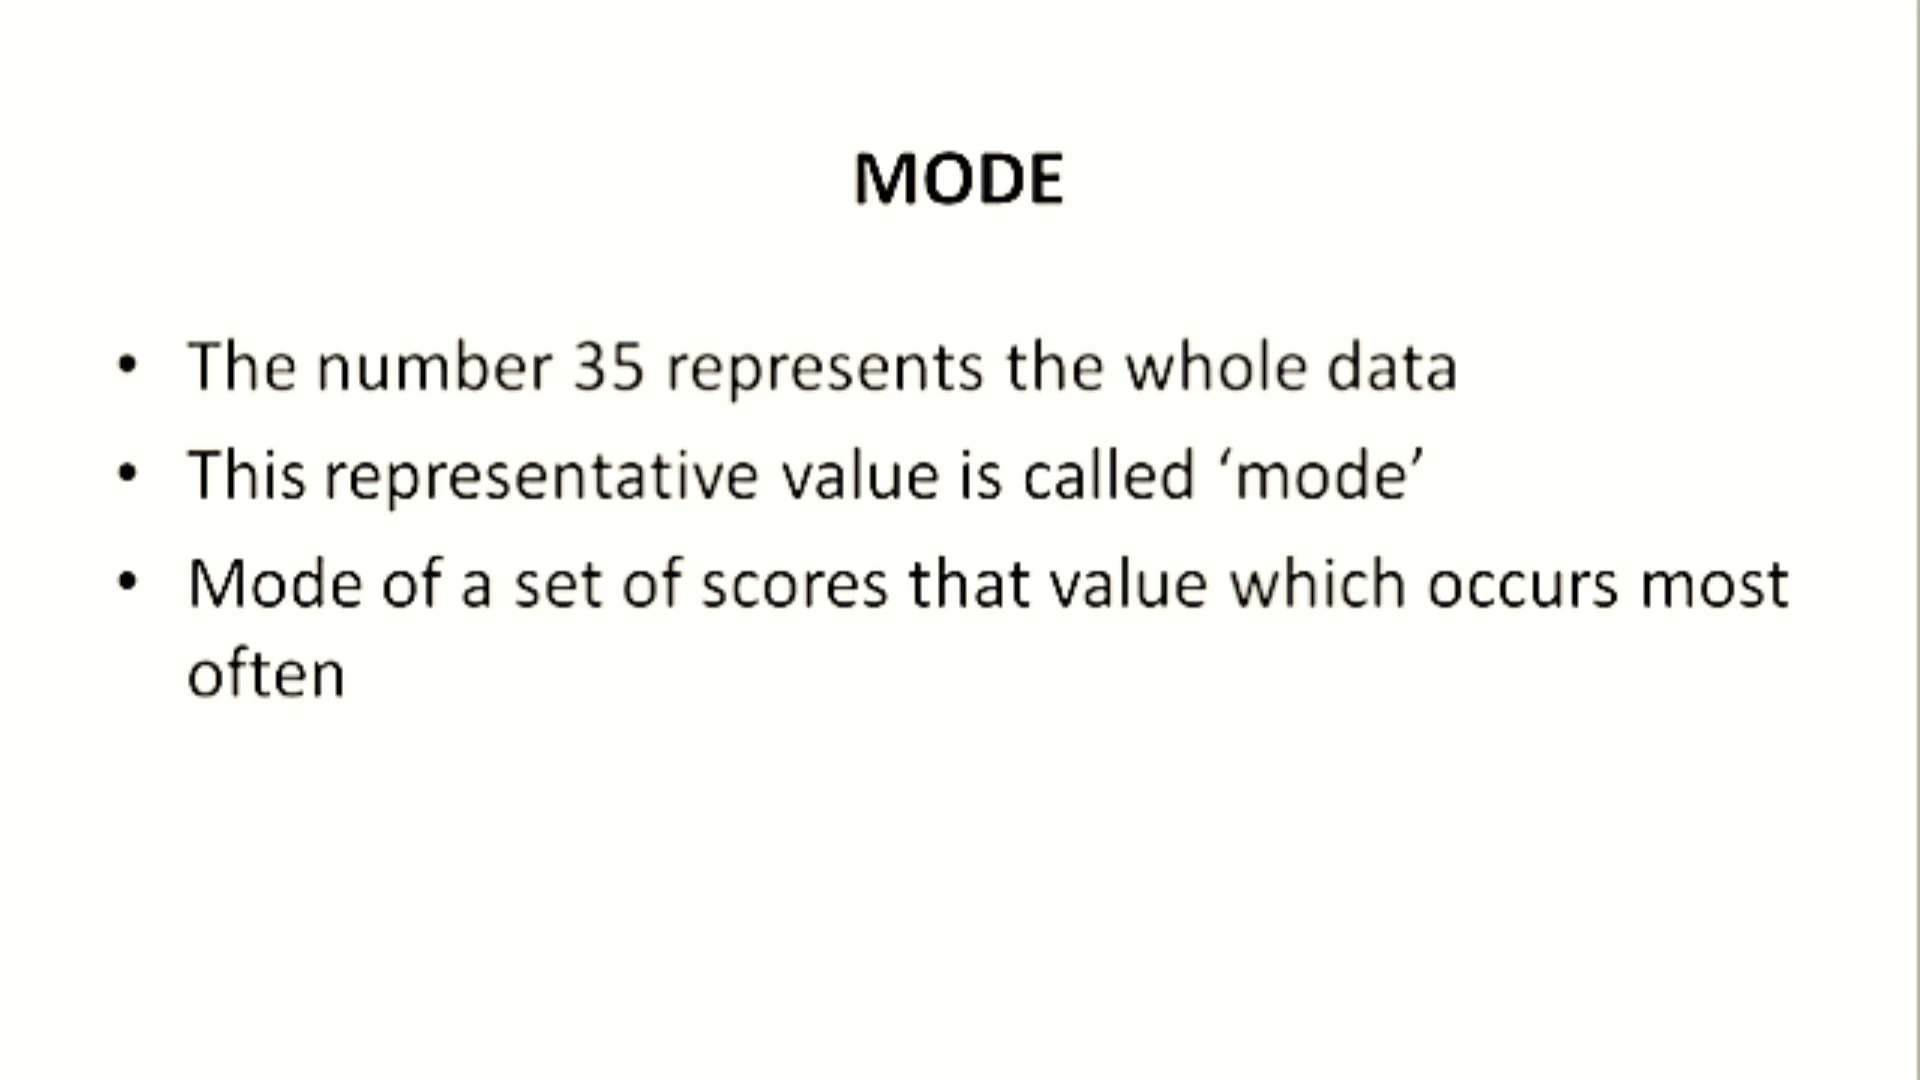 MODE
• The number 35 represents the whole data
• This representative value is called ‘mode’
• Mode of a set of scores that value which occurs most
often